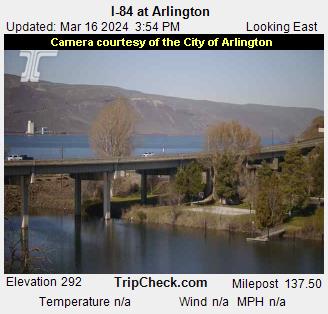 I-84 at Arlington
Updated: Mar 16 2024 3:54 PM Looking East
Camera courtesy of the City of Arlington
Elevation 292 TripCheck.com Milepost 137.50
Temperature n/a Wind n/a MPH n/a